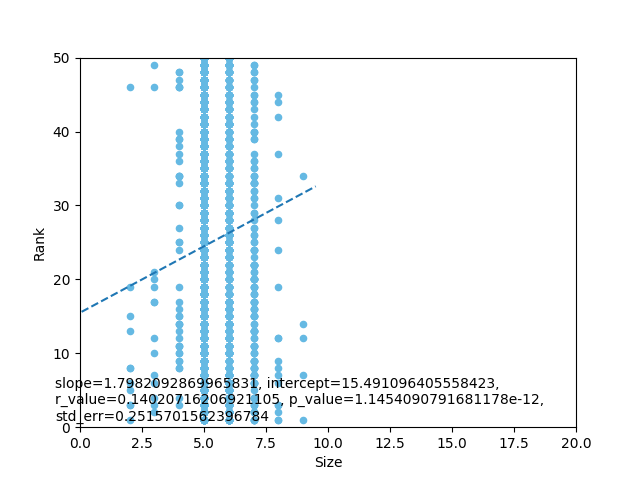 50
40
30
20
10
0
Rank
slope=1.7982092869965831, intercept=15.491096405558423,
r_value=0.14020716206921105, p_value=1.1454090791681178e-12,
std_err=0.2515701562396784
0.0 2.5 5.0 7.5 10.0 12.5 15.0 17.5 20.0
Size